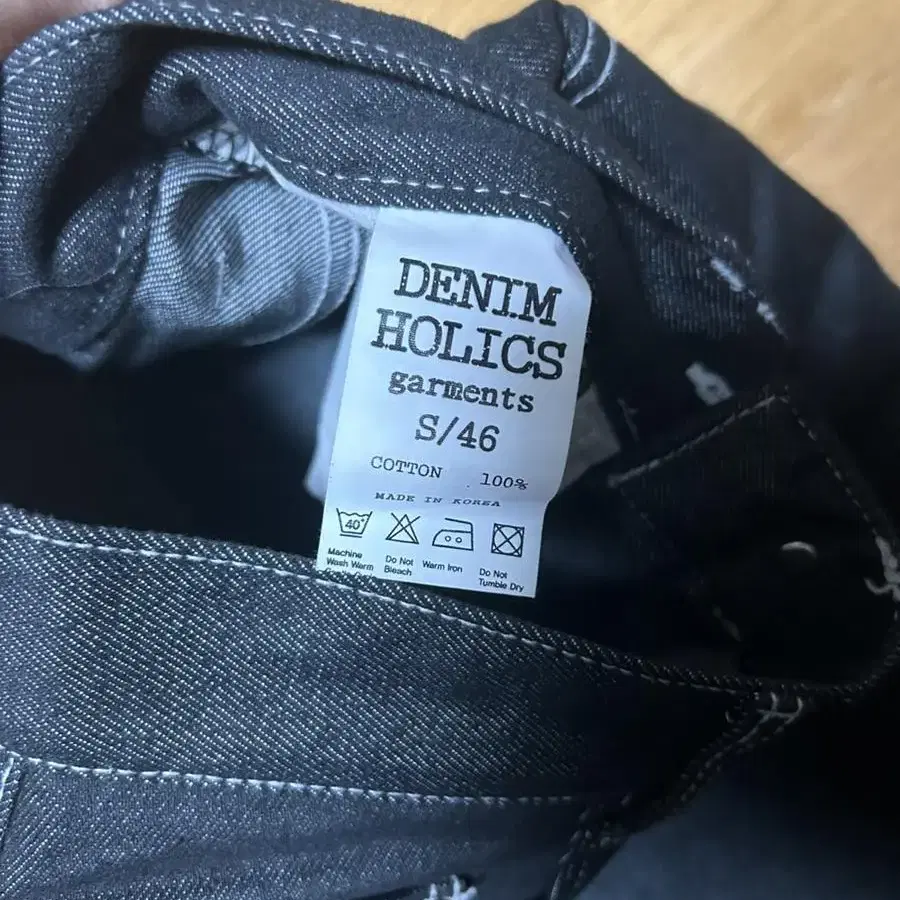 DENIM
HOLICS
garments
S/46
COTTON 100%
MADE IN KOREA
40°
Machine Wash Warm
Do Not Bleach
Warm Iron
Do Not Tumble Dry